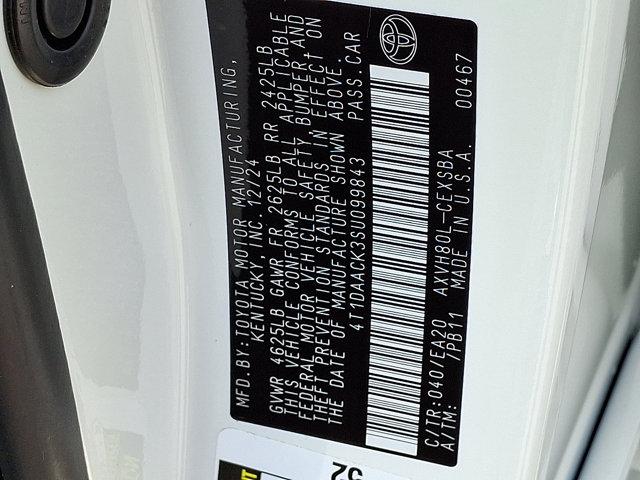 MFD. BY: TOYOTA MOTOR MANUFACTURING,
KENTUCKY, INC. 12/24
GVWR 4625LB GAWR FR 2625LB RR 2425LB
THIS VEHICLE CONFORMS TO ALL APPLICABLE
FEDERAL MOTOR VEHICLE SAFETY, BUMPER AND
THEFT PREVENTION STANDARDS IN EFFECT ON
THE DATE OF MANUFACTURE SHOWN ABOVE.
4T1DAACK3SU099843 PASS.CAR
C/TR:040/EA20 AXVH80L-CEXSBA 00467
A/TM: /PB11 MADE IN U.S.A.
52